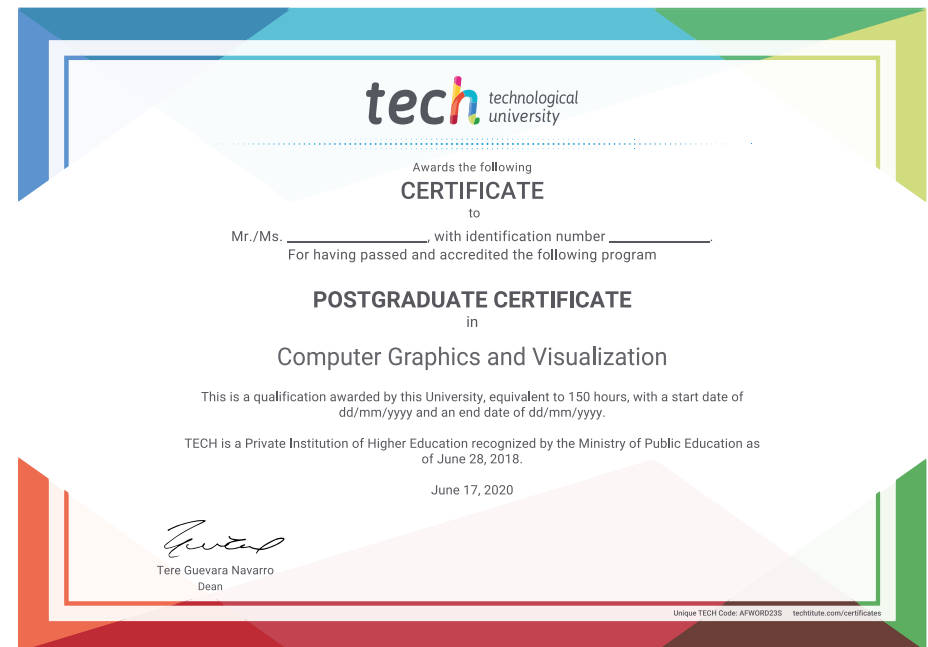 tech technological
university
Awards the following
CERTIFICATE
to
Mr./Ms. ____________________, with identification number ______________.
For having passed and accredited the following program
POSTGRADUATE CERTIFICATE
in
Computer Graphics and Visualization
This is a qualification awarded by this University, equivalent to 150 hours, with a start date of
dd/mm/yyyy and an end date of dd/mm/yyyy.
TECH is a Private Institution of Higher Education recognized by the Ministry of Public Education as
of June 28, 2018.
June 17, 2020
Tere Guevara Navarro
Dean
Unique TECH Code: AFWORD23S techtitute.com/certificates